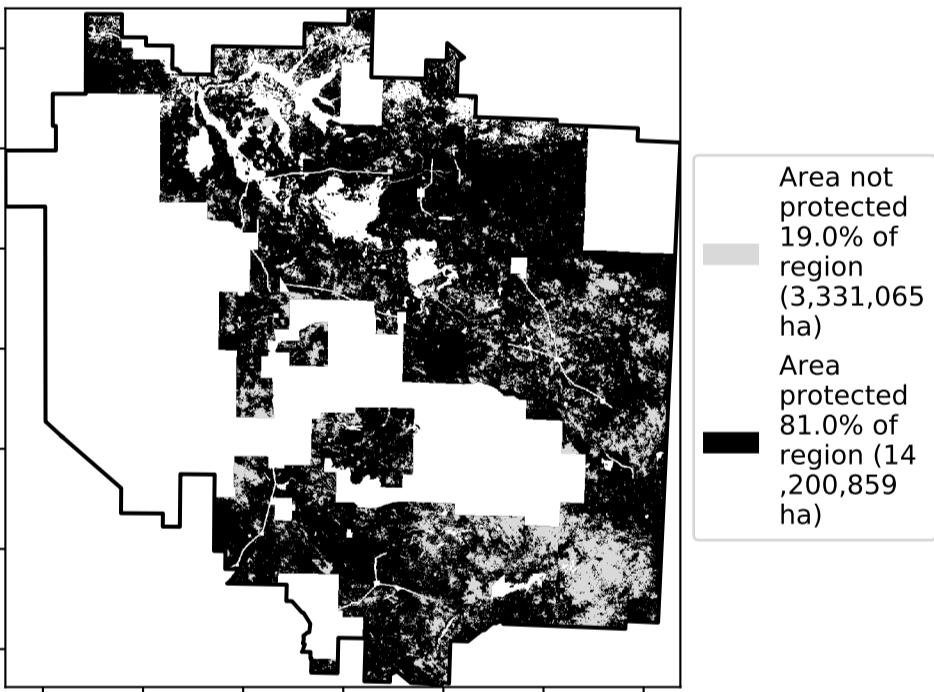 Area not
protected
19.0% of
region
(3,331,065
ha)
Area
protected
81.0% of
region (14
,200,859
ha)